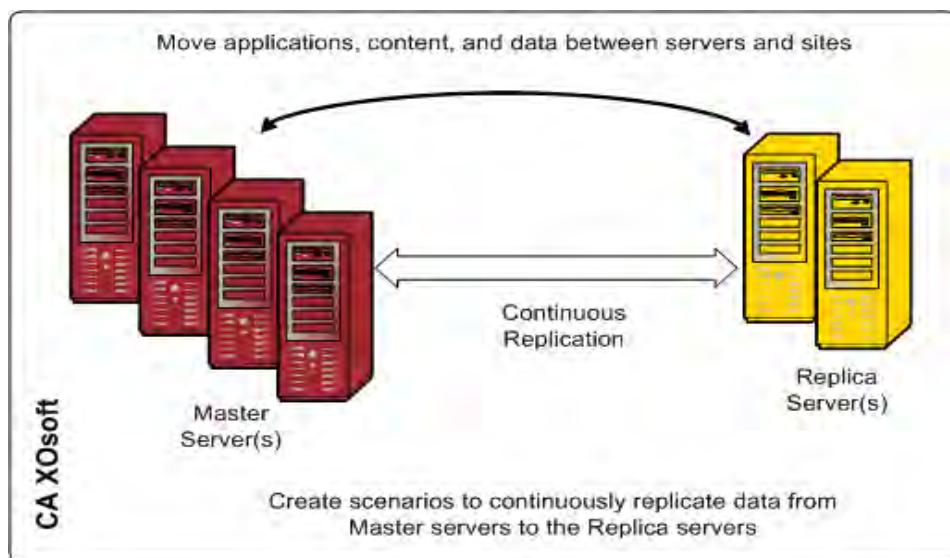 Move applications, content, and data between servers and sites
Continuous
Replication
Master
Server(s)
Replica
Server(s)
CA XOsoft
Create scenarios to continuously replicate data from
Master servers to the Replica servers